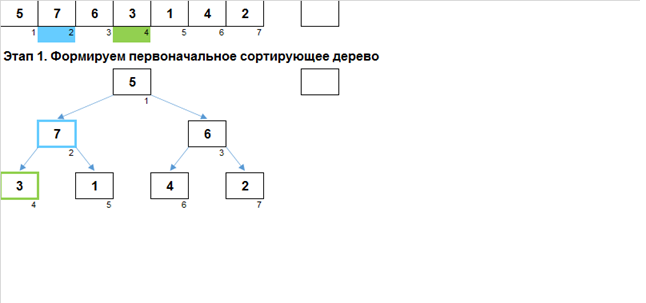 5 7 6 3 1 4 2
1 2 3 4 5 6 7
Этап 1. Формируем первоначальное сортирующее дерево
5
1
7 6
2 3
3 1 4 2
4 5 6 7